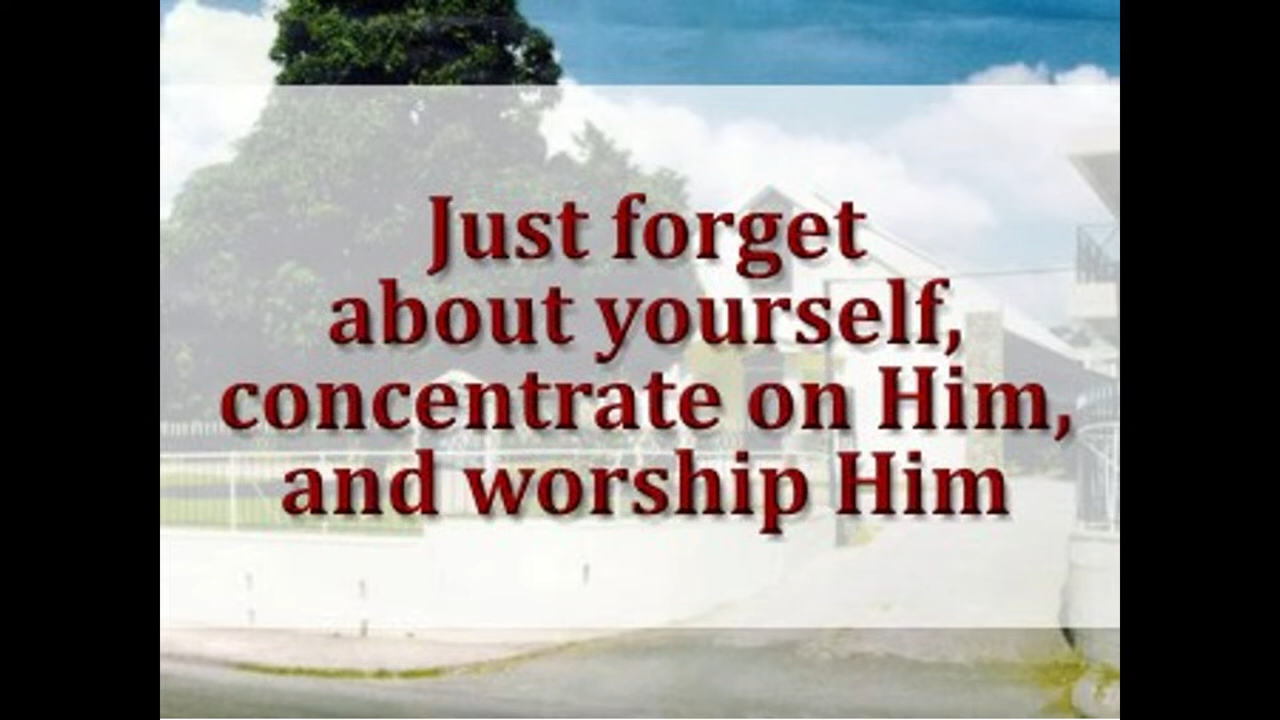 Just forget
about yourself,
concentrate on Him,
and worship Him